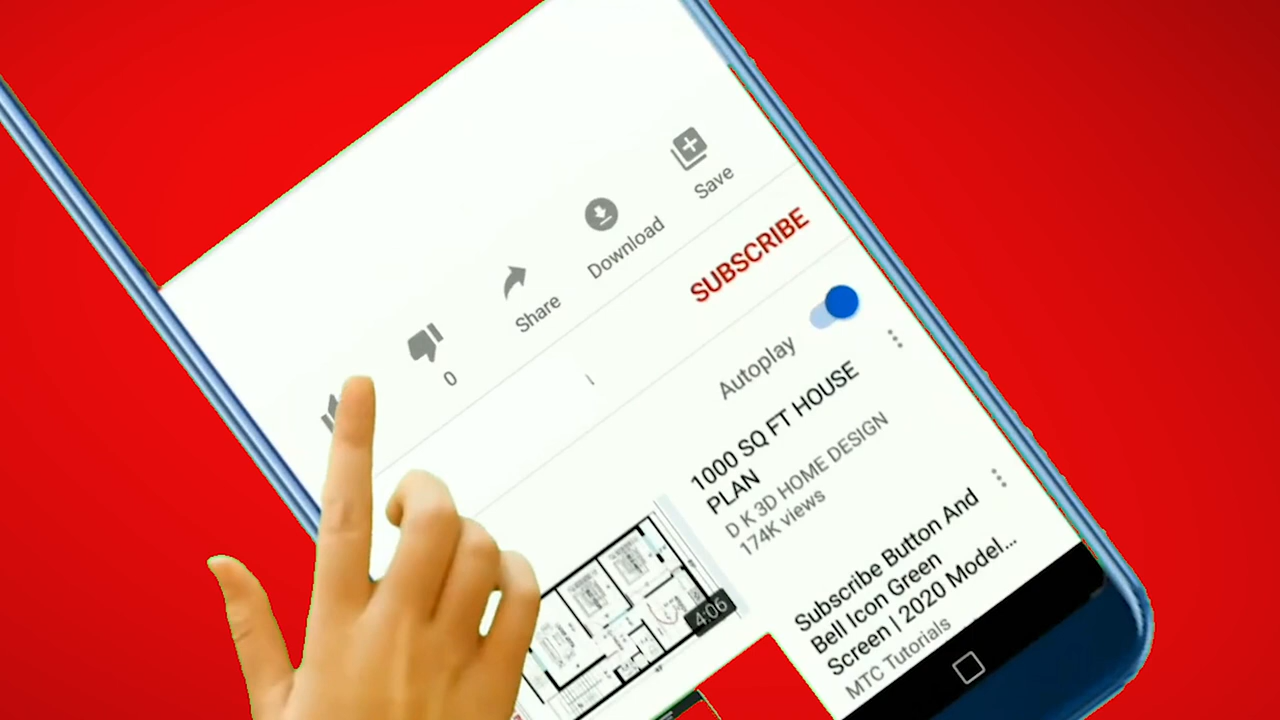 0
Share
Download
Save
SUBSCRIBE
Autoplay
1000 SQ FT HOUSE
PLAN
D K 3D HOME DESIGN
174K views
4:06
Subscribe Button And
Bell Icon Green
Screen | 2020 Model...
MTC Tutorials